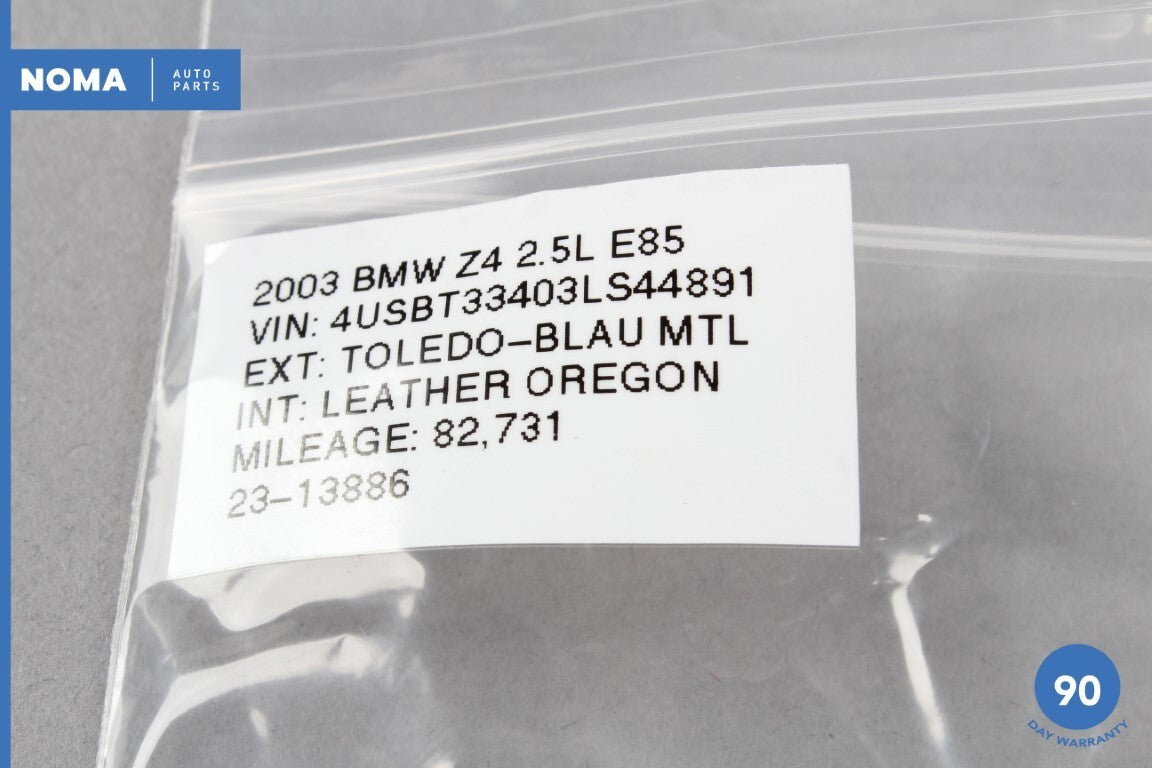 NOMA
AUTO
PARTS
2003 BMW Z4 2.5L E85
VIN: 4USBT33403LS44891
EXT: TOLEDO-BLAU MTL
INT: LEATHER OREGON
MILEAGE: 82,731
23-13886
90
DAY WARRANTY